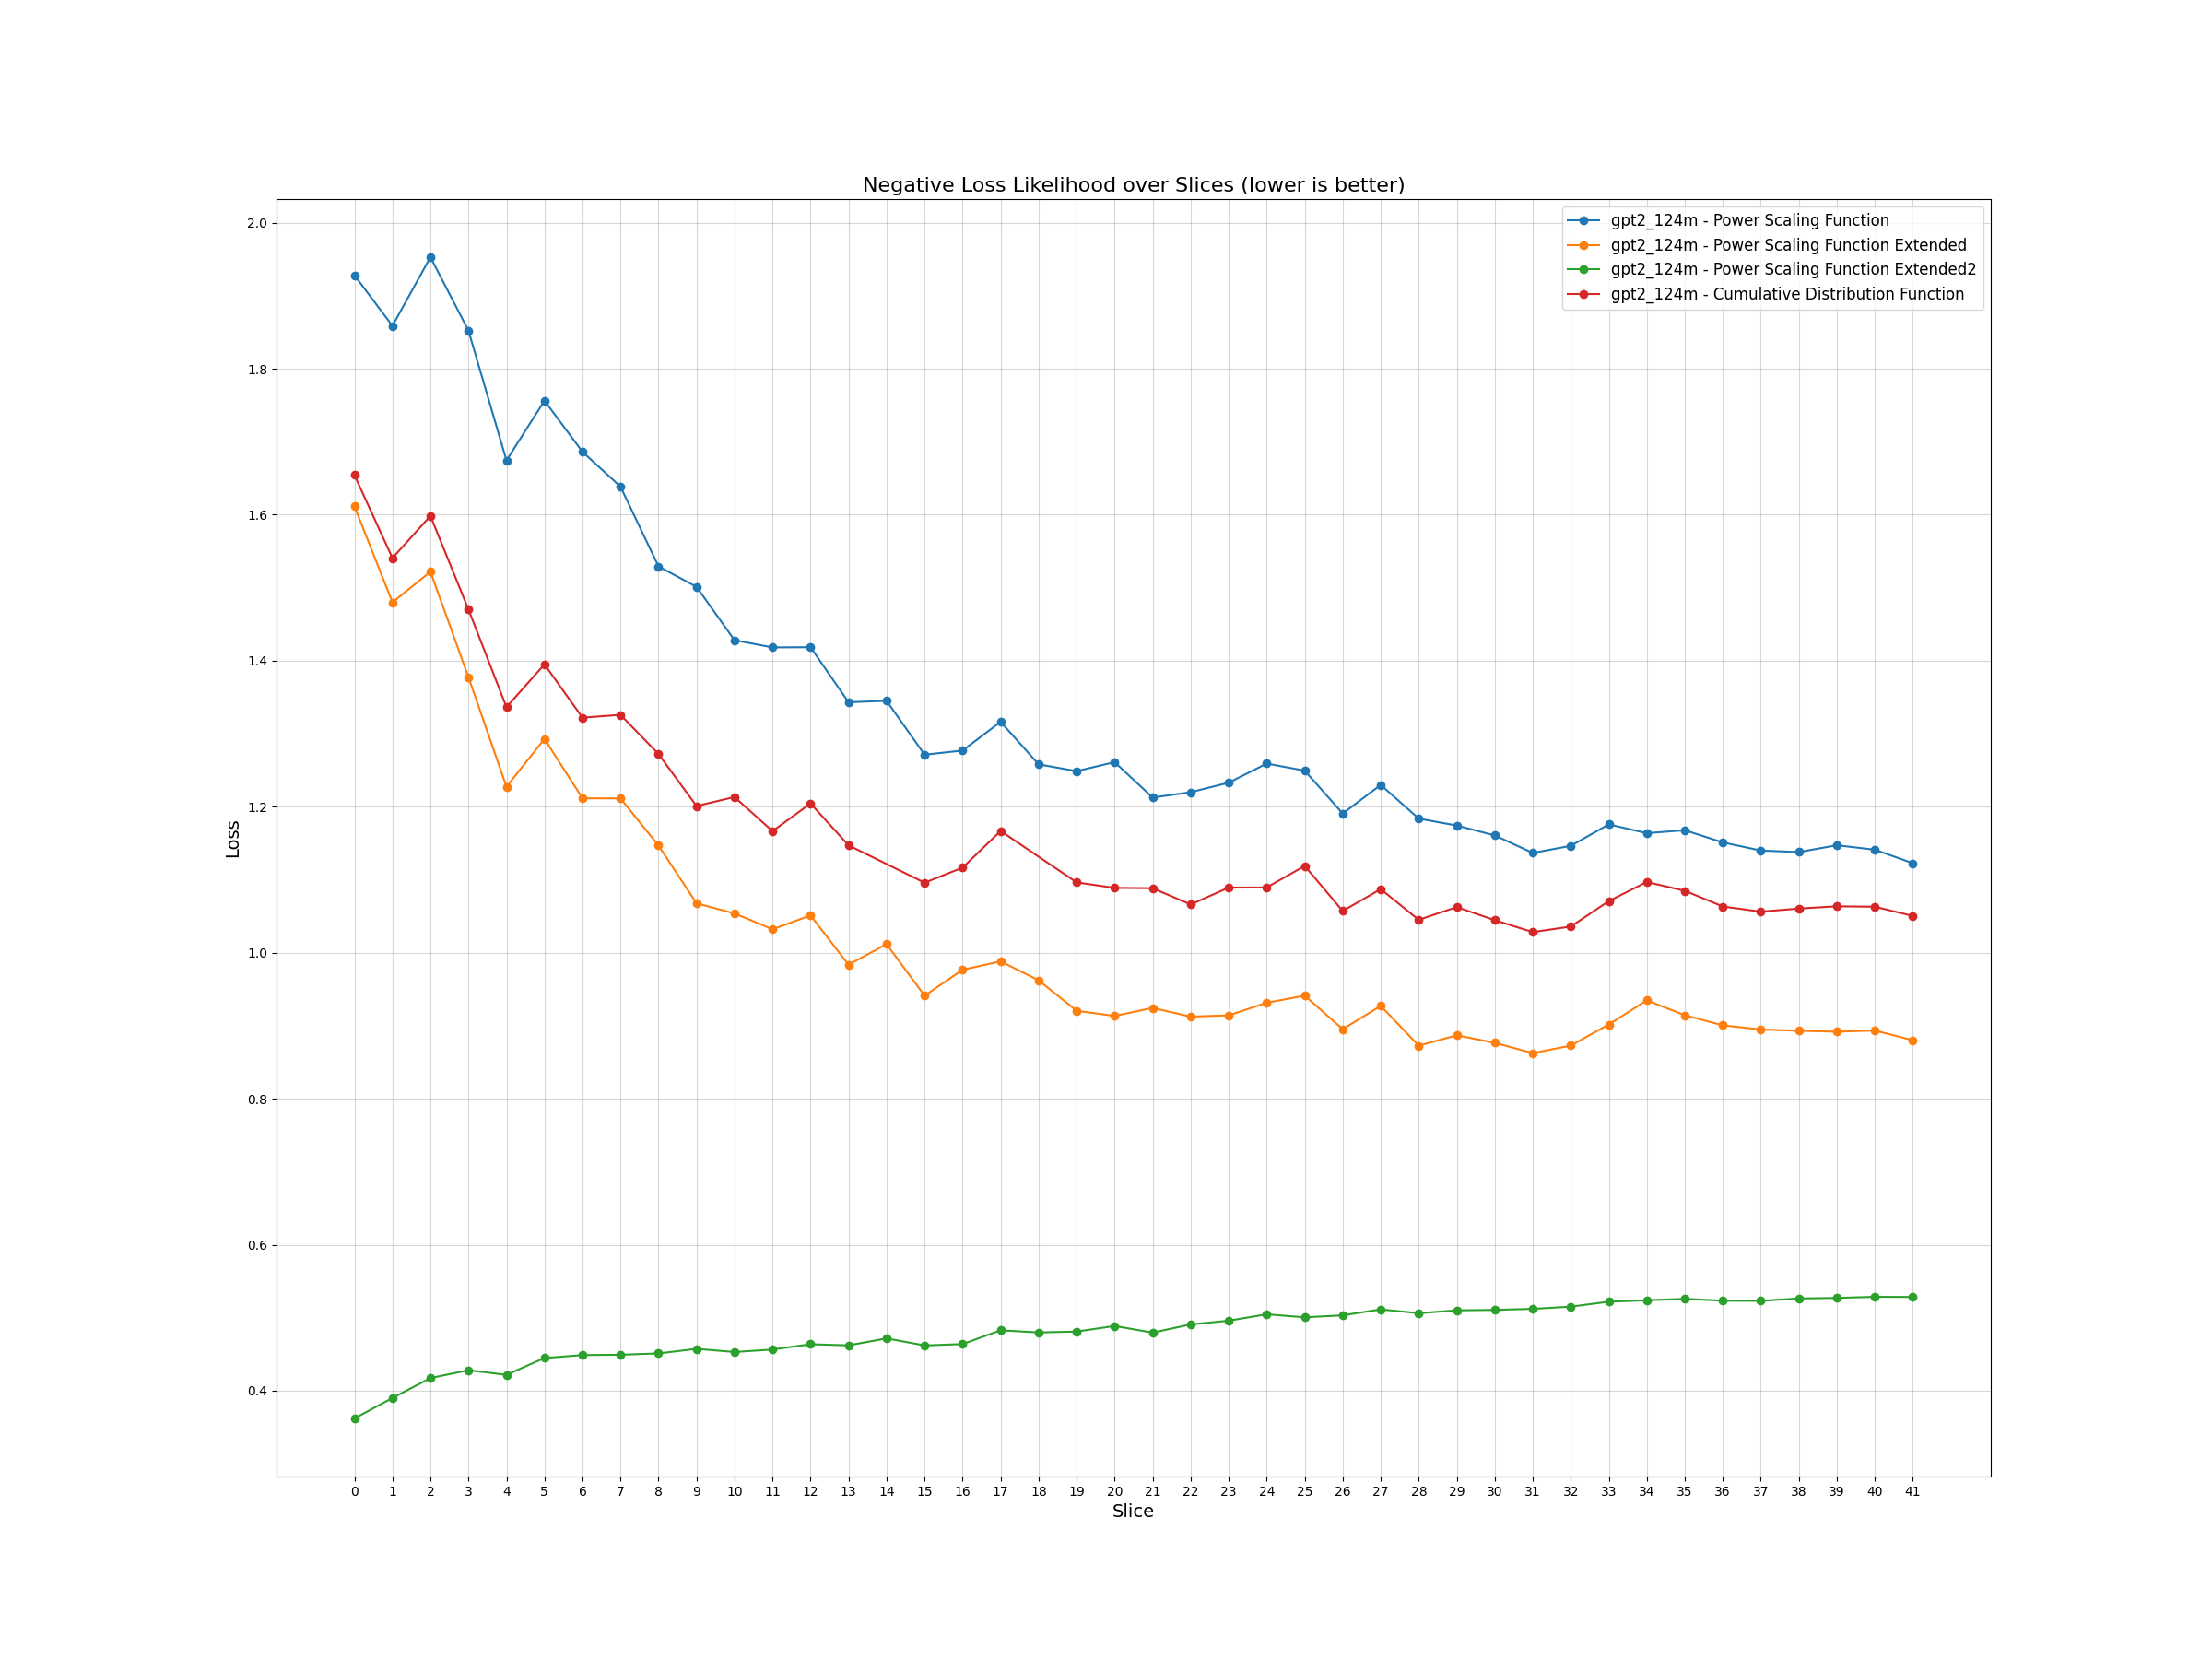 Negative Loss Likelihood over Slices (lower is better)
gpt2_124m - Power Scaling Function
gpt2_124m - Power Scaling Function Extended
gpt2_124m - Power Scaling Function Extended2
gpt2_124m - Cumulative Distribution Function
2.0
1.8
1.6
1.4
1.2
1.0
0.8
0.6
0.4
Loss
0 1 2 3 4 5 6 7 8 9 10 11 12 13 14 15 16 17 18 19 20 21 22 23 24 25 26 27 28 29 30 31 32 33 34 35 36 37 38 39 40 41
Slice